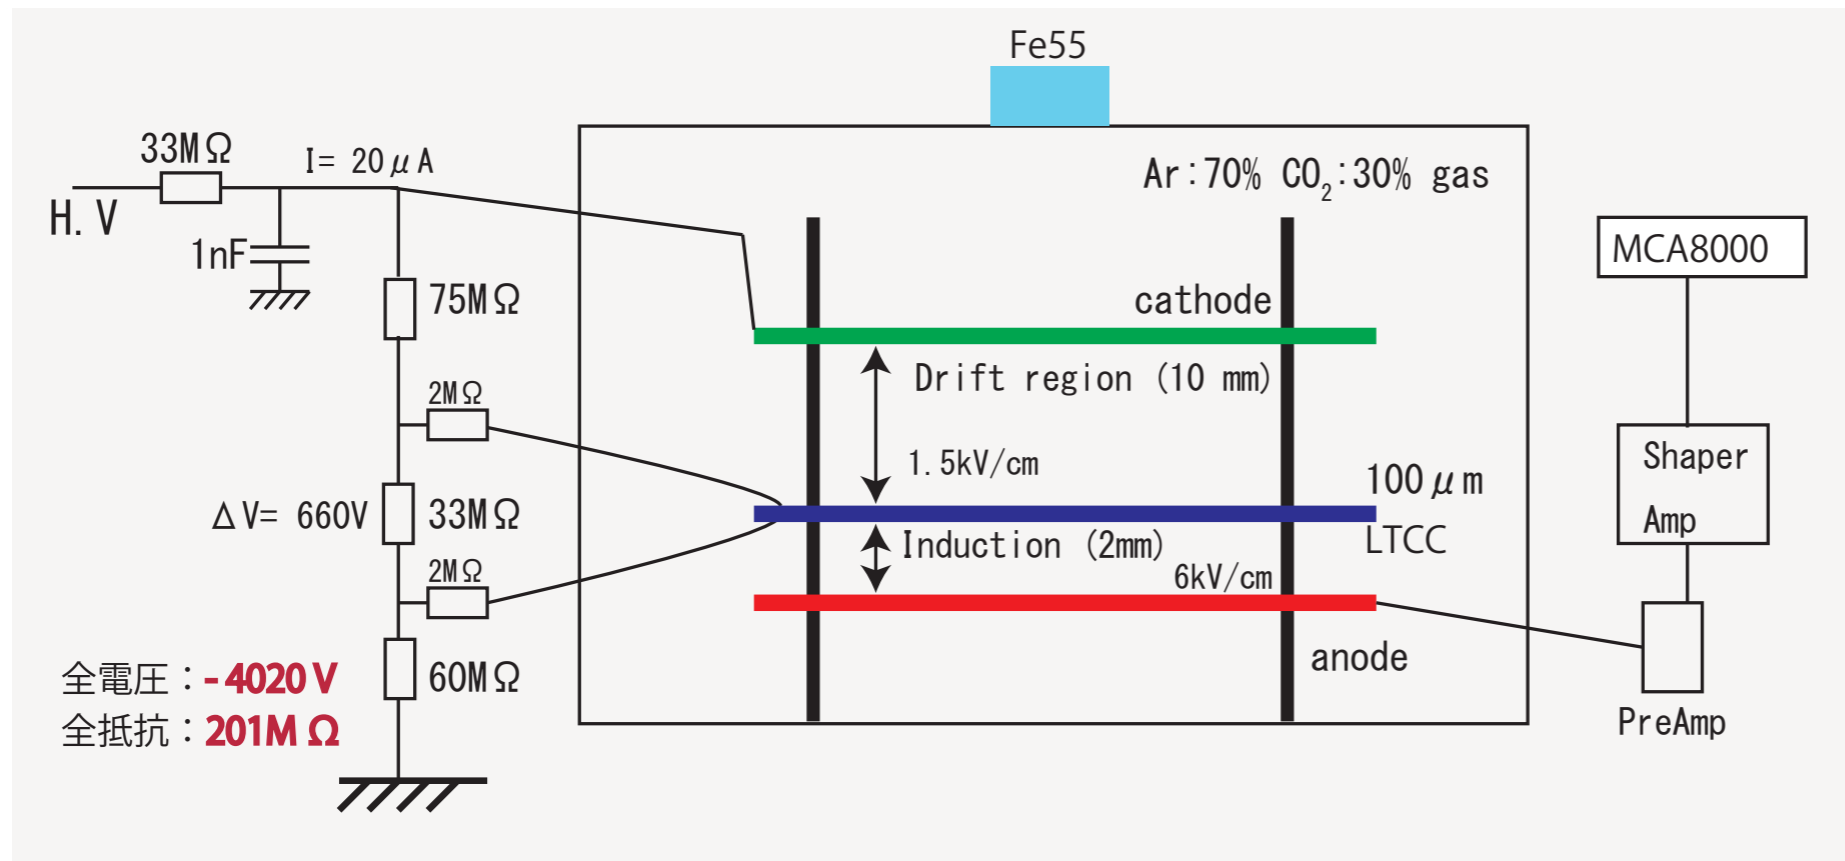 Fe55
33MΩ
I= 20μA
Ar:70% CO₂:30% gas
H.V
1nF
MCA8000
75MΩ
cathode
Drift region (10 mm)
2MΩ
1.5kV/cm
Shaper
Amp
100μm
LTCC
ΔV= 660V
33MΩ
Induction (2mm)
2MΩ
6kV/cm
anode
全電圧：- 4020 V
60MΩ
全抵抗：201M Ω
PreAmp